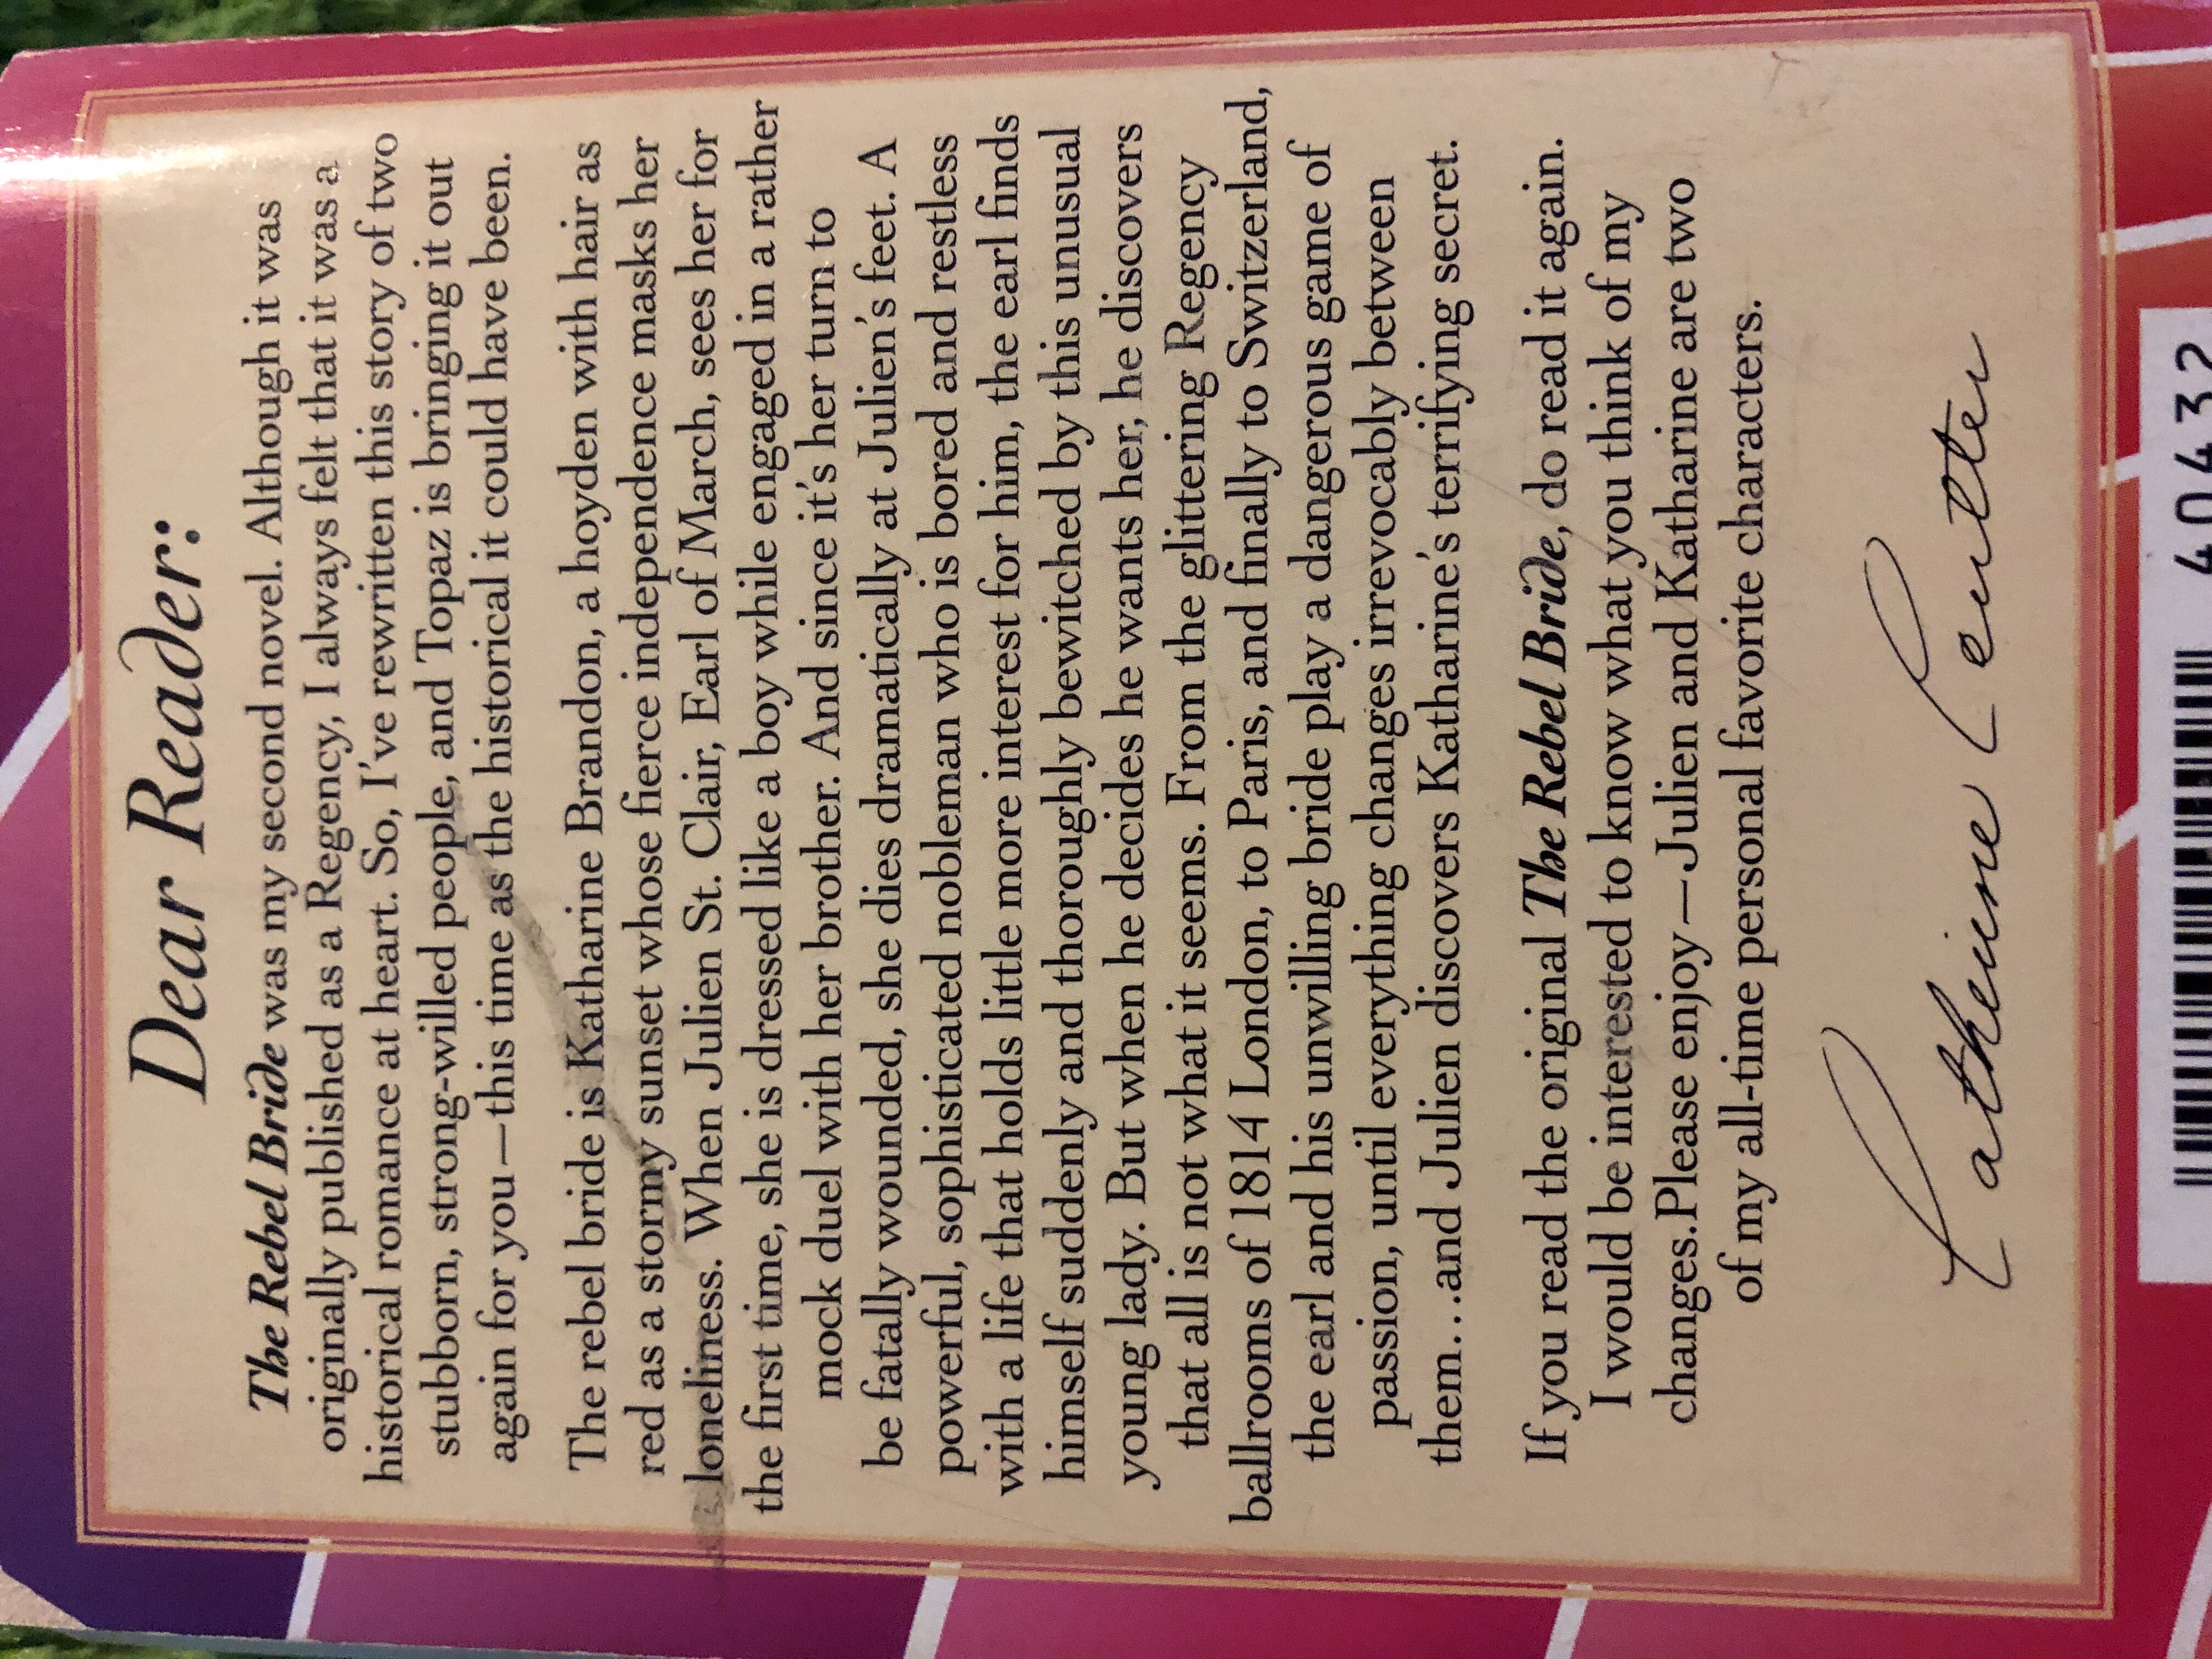 Dear Reader:
The Rebel Bride was my second novel. Although it was
originally published as a Regency, I always felt that it was a
historical romance at heart. So, I've rewritten this story of two
stubborn, strong-willed people, and Topaz is bringing it out
again for you—this time as the historical it could have been.
The rebel bride is Katharine Brandon, a hoyden with hair as
red as a stormy sunset whose fierce independence masks her
loneliness. When Julien St. Clair, Earl of March, sees her for
the first time, she is dressed like a boy while engaged in a rather
mock duel with her brother. And since it's her turn to
be fatally wounded, she dies dramatically at Julien's feet. A
powerful, sophisticated nobleman who is bored and restless
with a life that holds little more interest for him, the earl finds
himself suddenly and thoroughly bewitched by this unusual
young lady. But when he decides he wants her, he discovers
that all is not what it seems. From the glittering Regency
ballrooms of 1814 London, to Paris, and finally to Switzerland,
the earl and his unwilling bride play a dangerous game of
passion, until everything changes irrevocably between
them...and Julien discovers Katharine's terrifying secret.
If you read the original The Rebel Bride, do read it again.
I would be interested to know what you think of my
changes.Please enjoy—Julien and Katharine are two
of my all-time personal favorite characters.
Catherine Coulter
40432